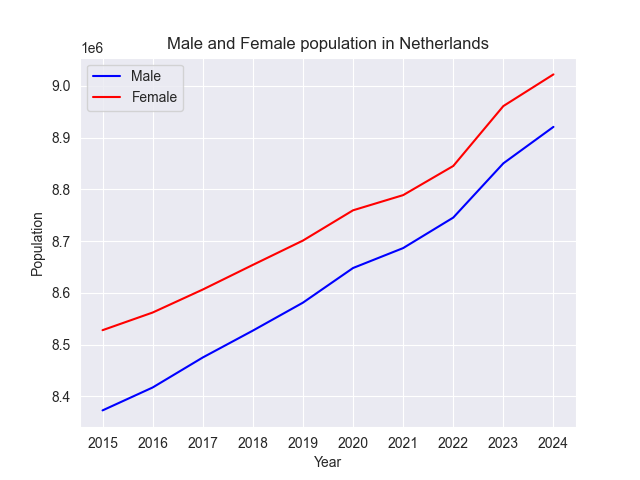 Male and Female population in Netherlands
1e6
Male
Female
9.0
8.9
8.8
8.7
8.6
8.5
8.4
Population
2015 2016 2017 2018 2019 2020 2021 2022 2023 2024
Year